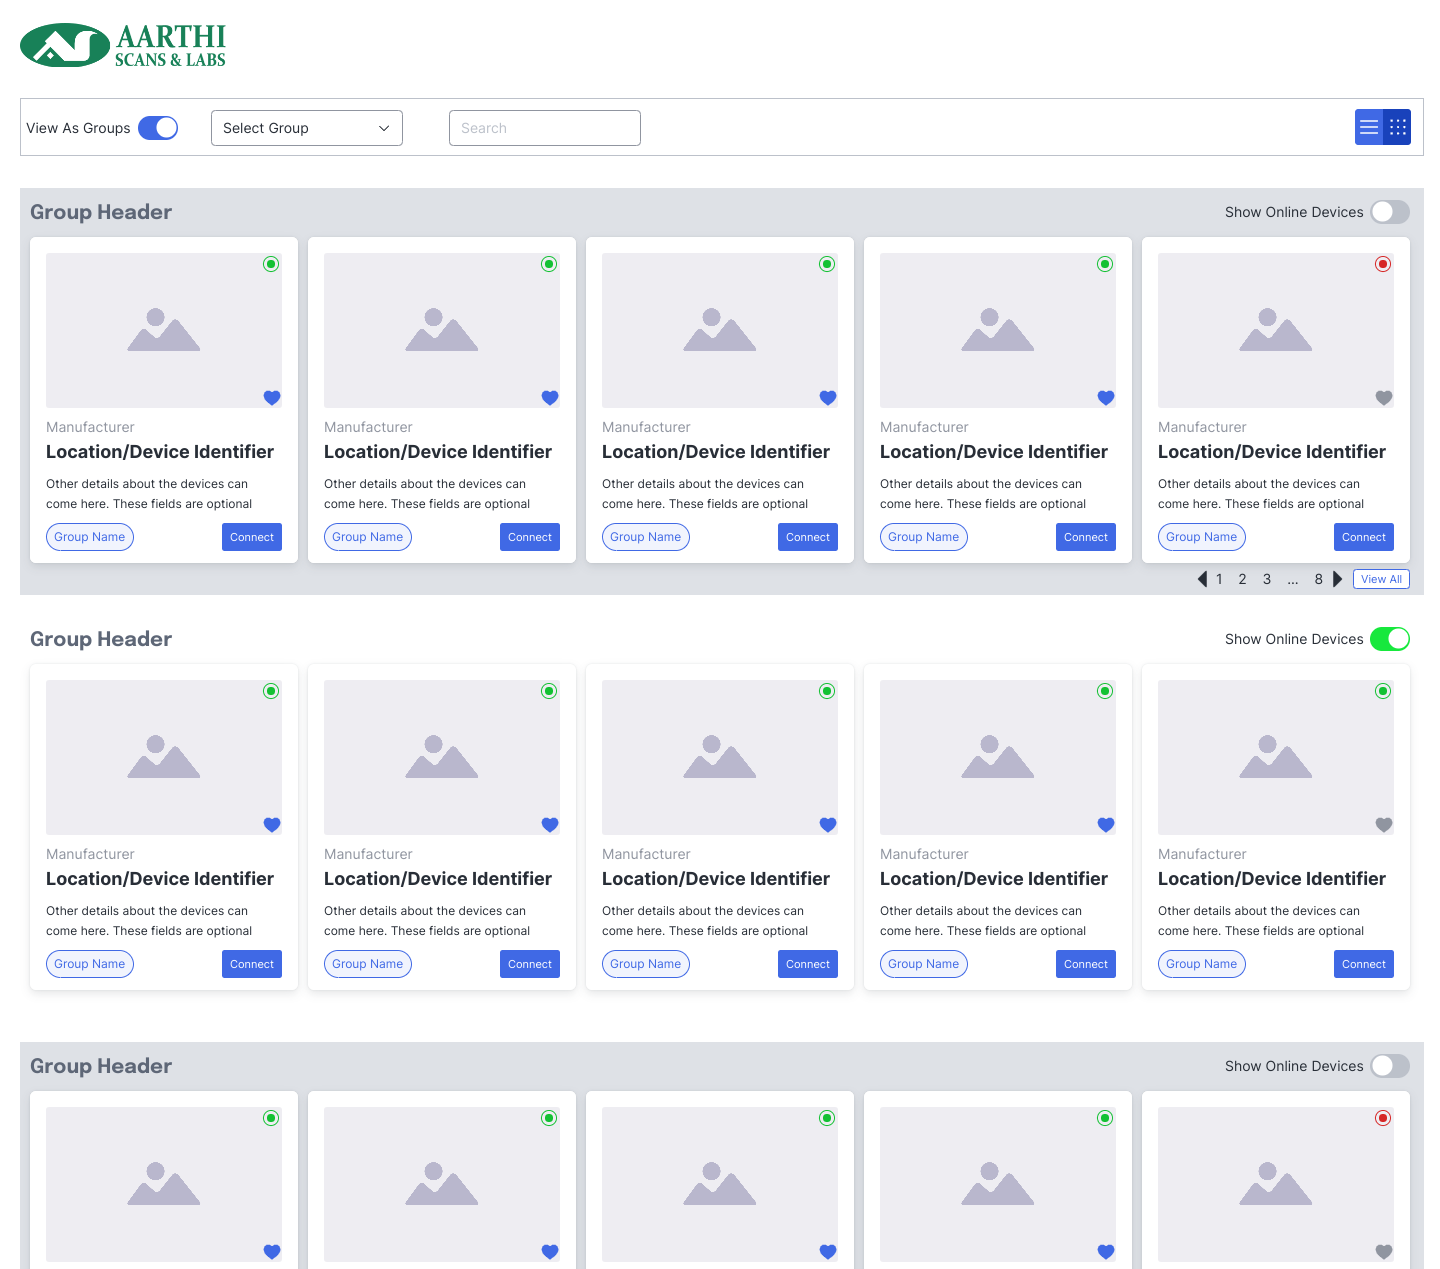 AARTHI
SCANS & LABS
View As Groups
Select Group
Search
Group Header
Show Online Devices
Manufacturer Manufacturer Manufacturer Manufacturer Manufacturer
Location/Device Identifier Location/Device Identifier Location/Device Identifier Location/Device Identifier Location/Device Identifier
Other details about the devices can Other details about the devices can Other details about the devices can Other details about the devices can Other details about the devices can
come here. These fields are optional come here. These fields are optional come here. These fields are optional come here. These fields are optional come here. These fields are optional
Group Name Connect Group Name Connect Group Name Connect Group Name Connect Group Name Connect
1 2 3 ... 8 View All
Group Header
Show Online Devices
Manufacturer Manufacturer Manufacturer Manufacturer Manufacturer
Location/Device Identifier Location/Device Identifier Location/Device Identifier Location/Device Identifier Location/Device Identifier
Other details about the devices can Other details about the devices can Other details about the devices can Other details about the devices can Other details about the devices can
come here. These fields are optional come here. These fields are optional come here. These fields are optional come here. These fields are optional come here. These fields are optional
Group Name Connect Group Name Connect Group Name Connect Group Name Connect Group Name Connect
Group Header
Show Online Devices